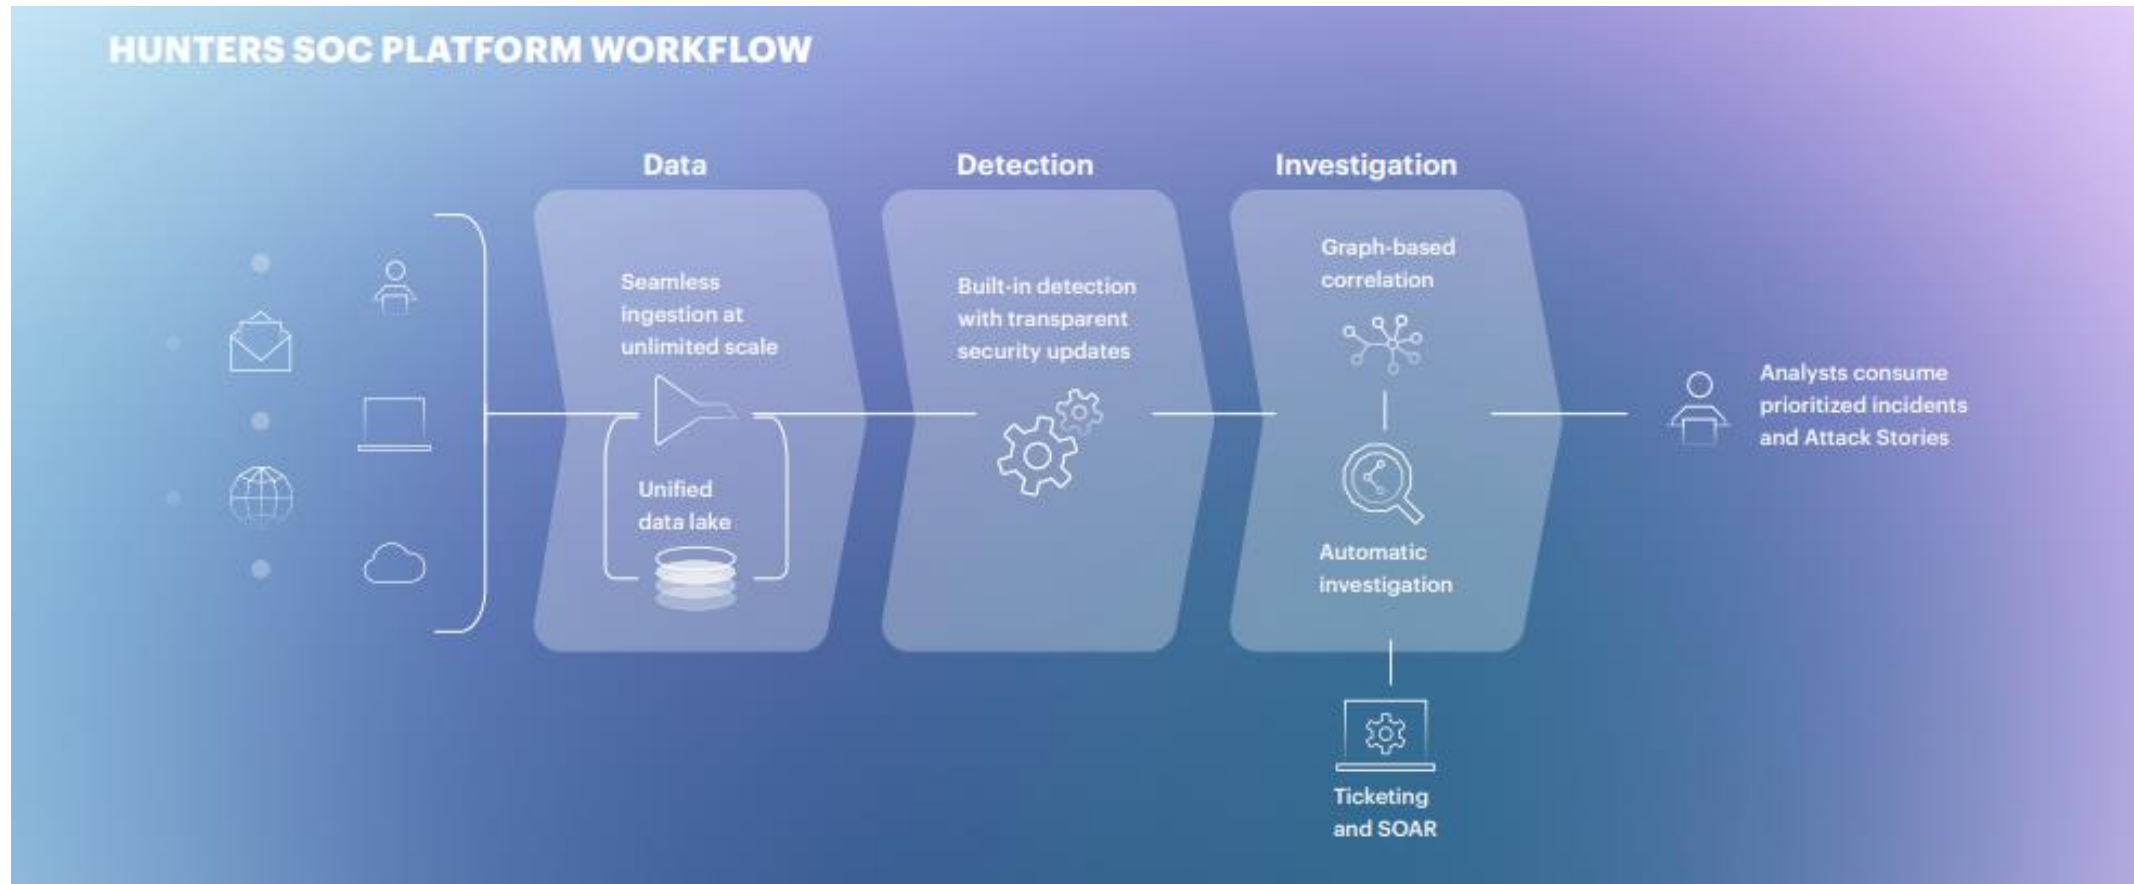 HUNTERS SOC PLATFORM WORKFLOW
Data
Seamless
ingestion at
unlimited scale
Unified
data lake
Detection
Built-in detection
with transparent
security updates
Investigation
Graph-based
correlation
Automatic
investigation
Ticketing
and SOAR
Analysts consume
prioritized incidents
and Attack Stories